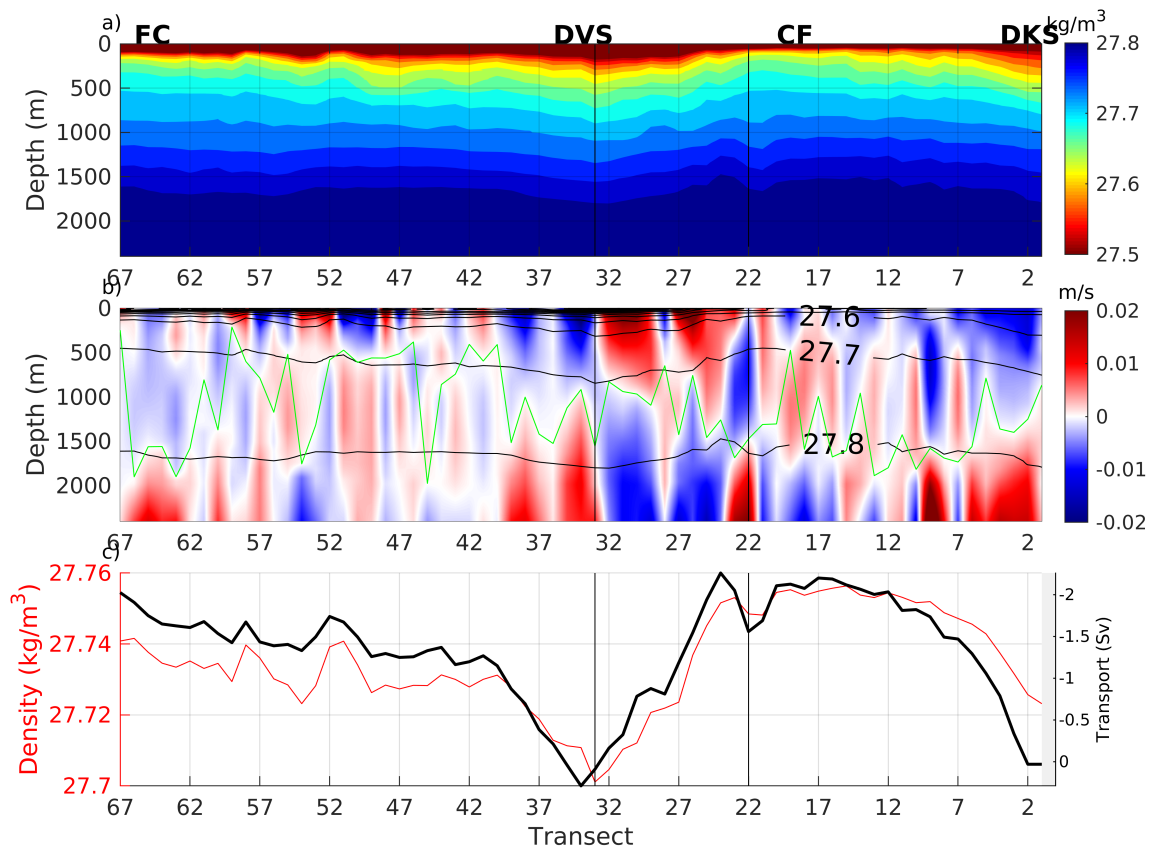 a)
FC DVS CF DKS kg/m³
0 27.8
500 27.7
1000
1500 27.6
2000
27.5
Depth (m)
67 62 57 52 47 42 37 32 27 22 17 12 7 2
b) m/s
0 27.6 0.02
500 27.7 0.01
1000 0
1500 27.8 -0.01
2000
-0.02
Depth (m)
67 62 57 52 47 42 37 32 27 22 17 12 7 2
c)
27.76 -2
27.74 -1.5
-1
27.72 -0.5
27.7 0
Density (kg/m³)
Transport (Sv)
67 62 57 52 47 42 37 32 27 22 17 12 7 2
Transect